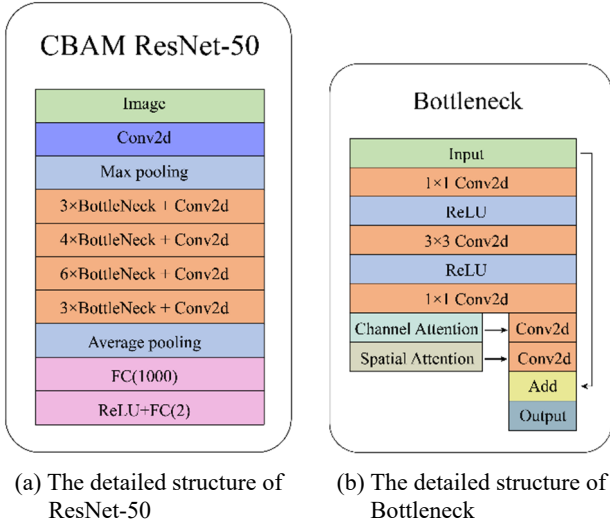 CBAM ResNet-50
Image
Conv2d
Max pooling
3×BottleNeck + Conv2d
4×BottleNeck + Conv2d
6×BottleNeck + Conv2d
3×BottleNeck + Conv2d
Average pooling
FC(1000)
ReLU+FC(2)
(a) The detailed structure of
ResNet-50
Bottleneck
Input
1×1 Conv2d
ReLU
3×3 Conv2d
ReLU
1×1 Conv2d
Channel Attention
Conv2d
Spatial Attention
Conv2d
Add
Output
(b) The detailed structure of
Bottleneck